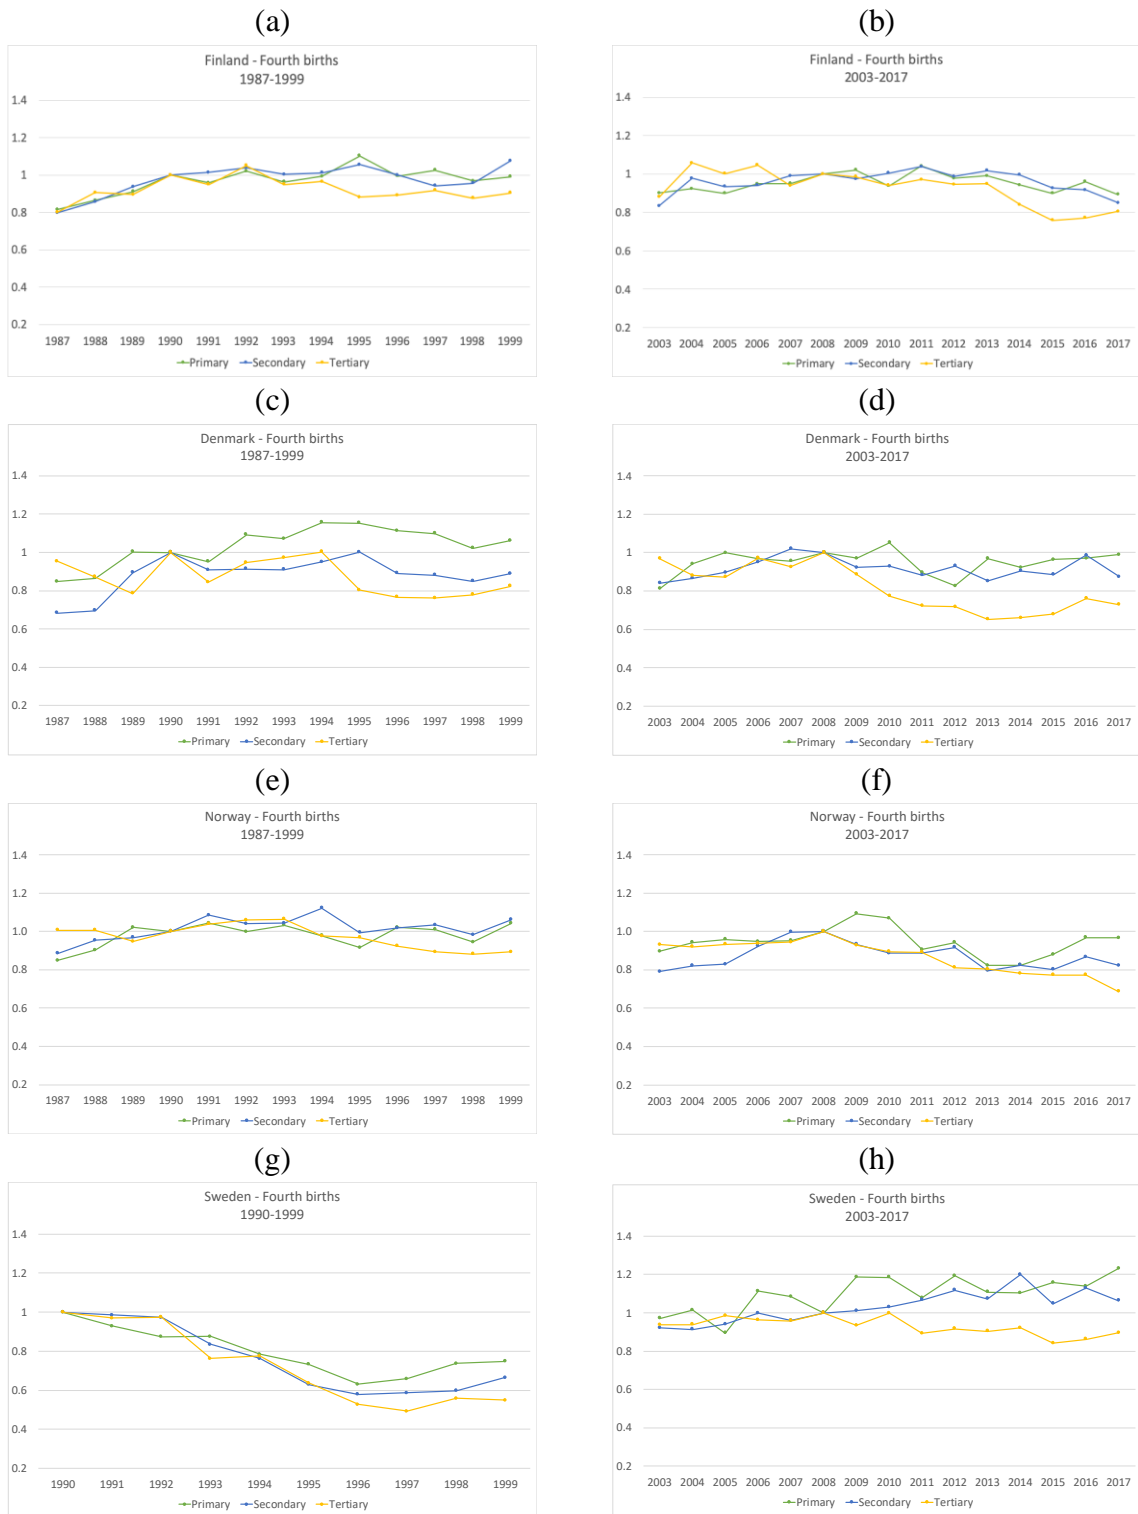 (a)
Finland - Fourth births
1987-1999
1.4
1.2
1
0.8
0.6
0.4
0.2
1987 1988 1989 1990 1991 1992 1993 1994 1995 1996 1997 1998 1999
Primary Secondary Tertiary
(b)
Finland - Fourth births
2003-2017
1.4
1.2
1
0.8
0.6
0.4
0.2
2003 2004 2005 2006 2007 2008 2009 2010 2011 2012 2013 2014 2015 2016 2017
Primary Secondary Tertiary
(c)
Denmark - Fourth births
1987-1999
1.4
1.2
1
0.8
0.6
0.4
0.2
1987 1988 1989 1990 1991 1992 1993 1994 1995 1996 1997 1998 1999
Primary Secondary Tertiary
(d)
Denmark - Fourth births
2003-2017
1.4
1.2
1
0.8
0.6
0.4
0.2
2003 2004 2005 2006 2007 2008 2009 2010 2011 2012 2013 2014 2015 2016 2017
Primary Secondary Tertiary
(e)
Norway - Fourth births
1987-1999
1.4
1.2
1.0
0.8
0.6
0.4
0.2
1987 1988 1989 1990 1991 1992 1993 1994 1995 1996 1997 1998 1999
Primary Secondary Tertiary
(f)
Norway - Fourth births
2003-2017
1.4
1.2
1.0
0.8
0.6
0.4
0.2
2003 2004 2005 2006 2007 2008 2009 2010 2011 2012 2013 2014 2015 2016 2017
Primary Secondary Tertiary
(g)
Sweden - Fourth births
1990-1999
1.4
1.2
1
0.8
0.6
0.4
0.2
1990 1991 1992 1993 1994 1995 1996 1997 1998 1999
Primary Secondary Tertiary
(h)
Sweden - Fourth births
2003-2017
1.4
1.2
1
0.8
0.6
0.4
0.2
2003 2004 2005 2006 2007 2008 2009 2010 2011 2012 2013 2014 2015 2016 2017
Primary Secondary Tertiary